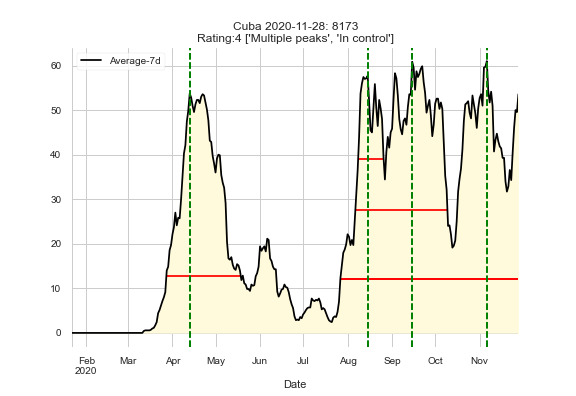 Cuba 2020-11-28: 8173
Rating:4 ['Multiple peaks', 'In control']
Average-7d
60
50
40
30
20
10
0
Feb Mar Apr May Jun Jul Aug Sep Oct Nov
2020
Date